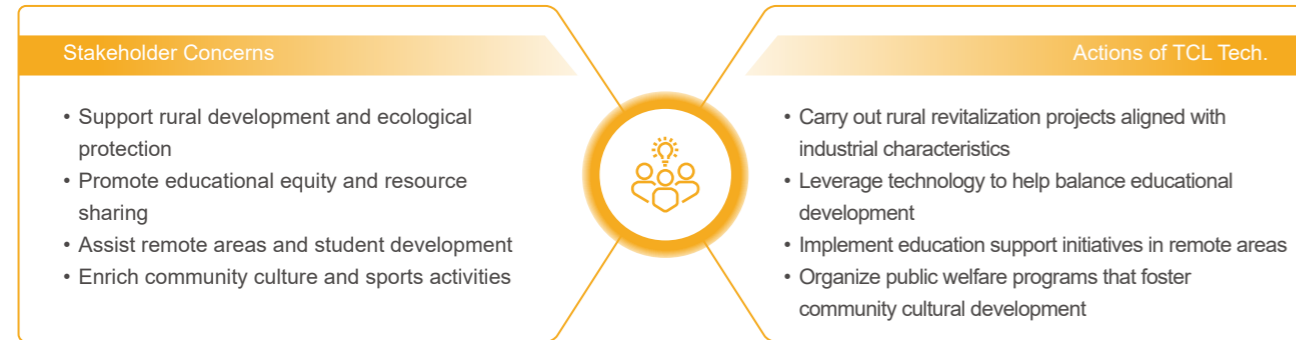 Stakeholder Concerns
• Support rural development and ecological
protection
• Promote educational equity and resource
sharing
• Assist remote areas and student development
• Enrich community culture and sports activities
Actions of TCL Tech.
• Carry out rural revitalization projects aligned with
industrial characteristics
• Leverage technology to help balance educational
development
• Implement education support initiatives in remote areas
• Organize public welfare programs that foster
community cultural development